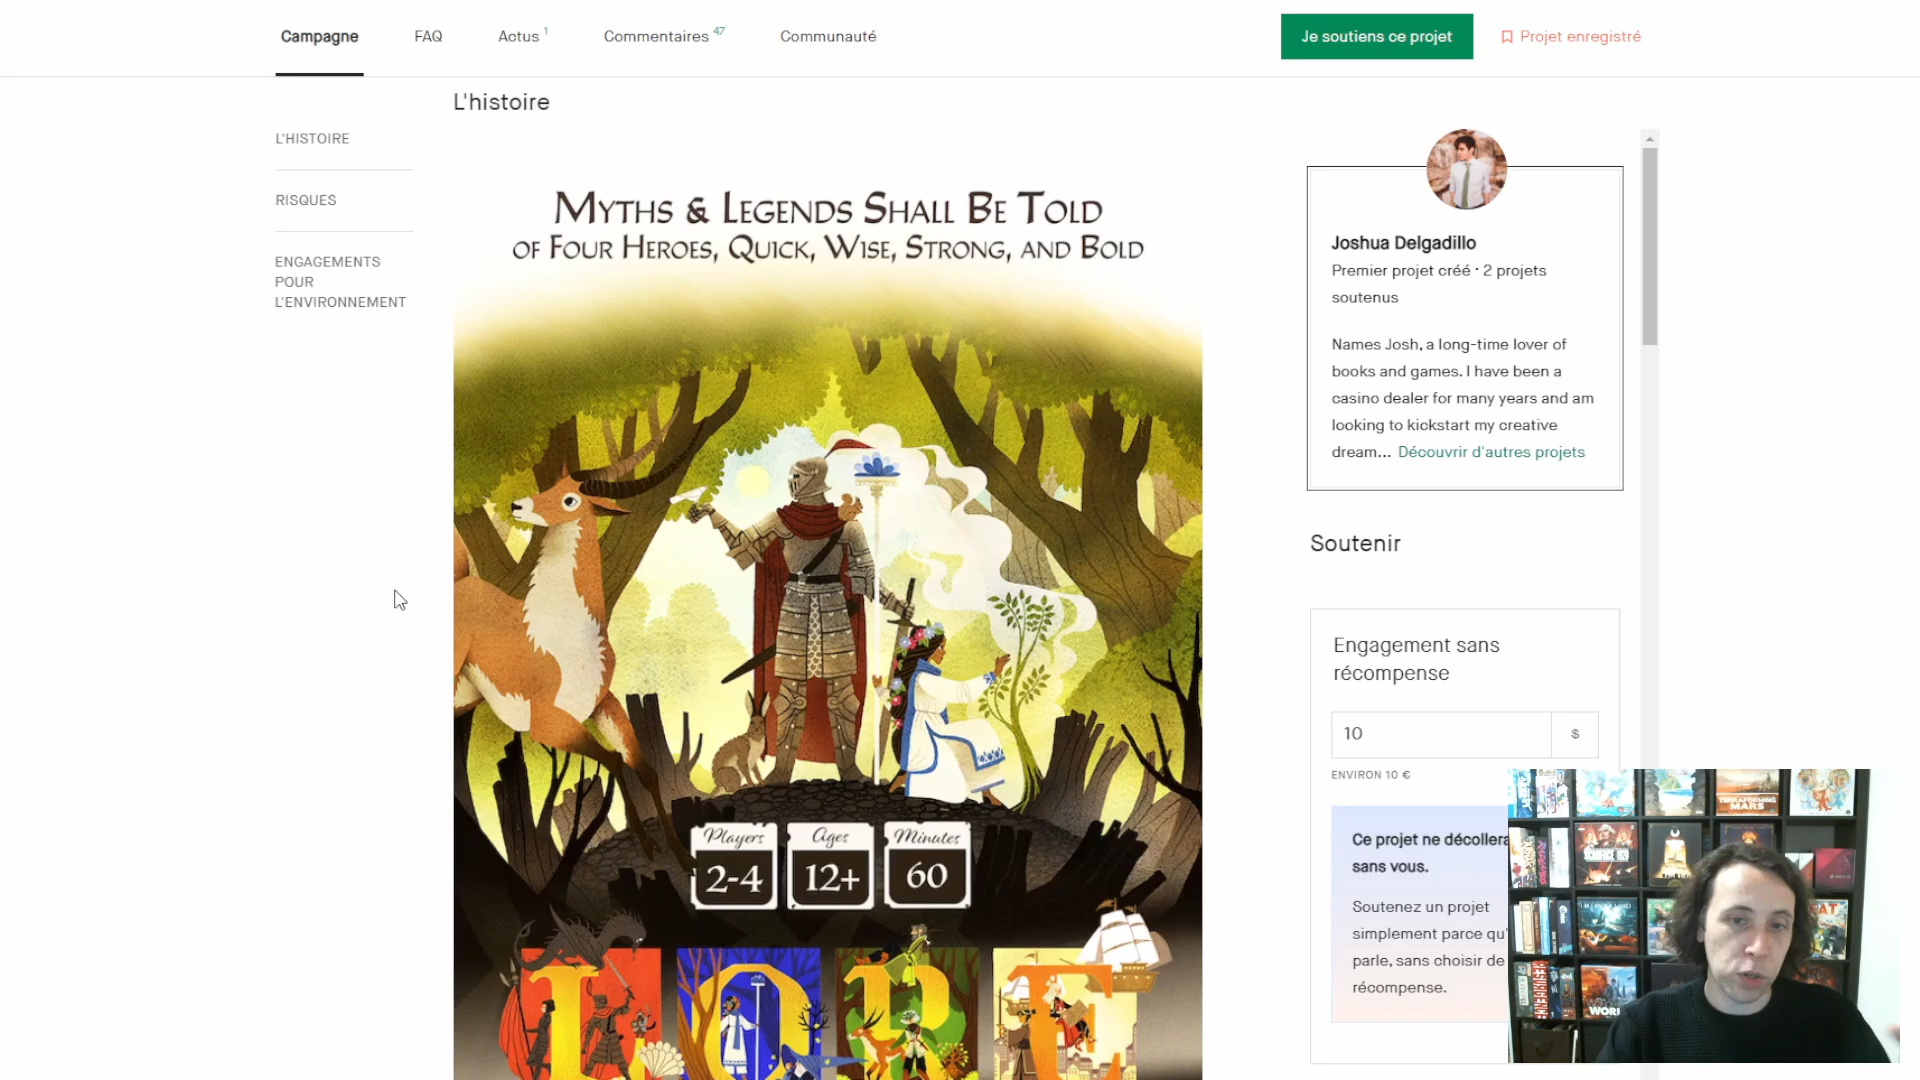 Campagne
FAQ
Actus 1
Commentaires 47
Communauté
Je soutiens ce projet
Projet enregistré
L'histoire
L'HISTOIRE
RISQUES
ENGAGEMENTS
POUR
L'ENVIRONNEMENT
MYTHS & LEGENDS SHALL BE TOLD
OF FOUR HEROES, QUICK, WISE, STRONG, AND BOLD
Players
2-4
Ages
12+
Minutes
60
LORE
Joshua Delgadillo
Premier projet créé · 2 projets
soutenus
Names Josh, a long-time lover of
books and games. I have been a
casino dealer for many years and am
looking to kickstart my creative
dream... Découvrir d'autres projets
Soutenir
Engagement sans
récompense
10
$
ENVIRON 10 €
Ce projet ne décollera
sans vous.
Soutenez un projet
simplement parce qu'
parle, sans choisir de
récompense.
TERRAFORMING
MARS